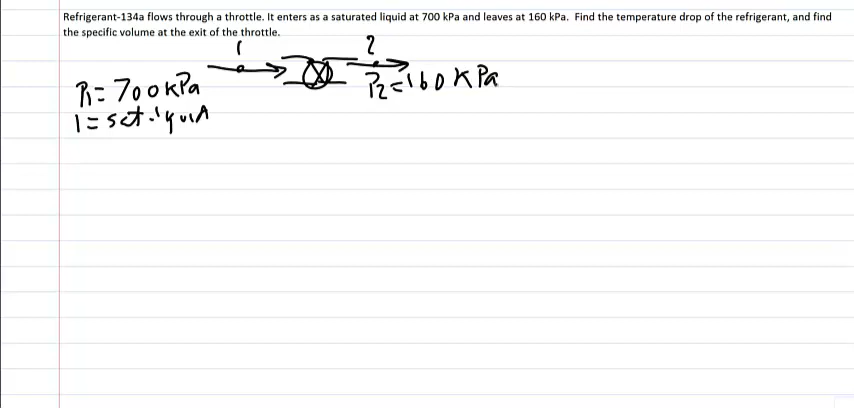 Refrigerant-134a flows through a throttle. It enters as a saturated liquid at 700 kPa and leaves at 160 kPa. Find the temperature drop of the refrigerant, and find
the specific volume at the exit of the throttle.
1 2
P1 = 700 kPa P2 = 160 kPa
1 = sat. liquid